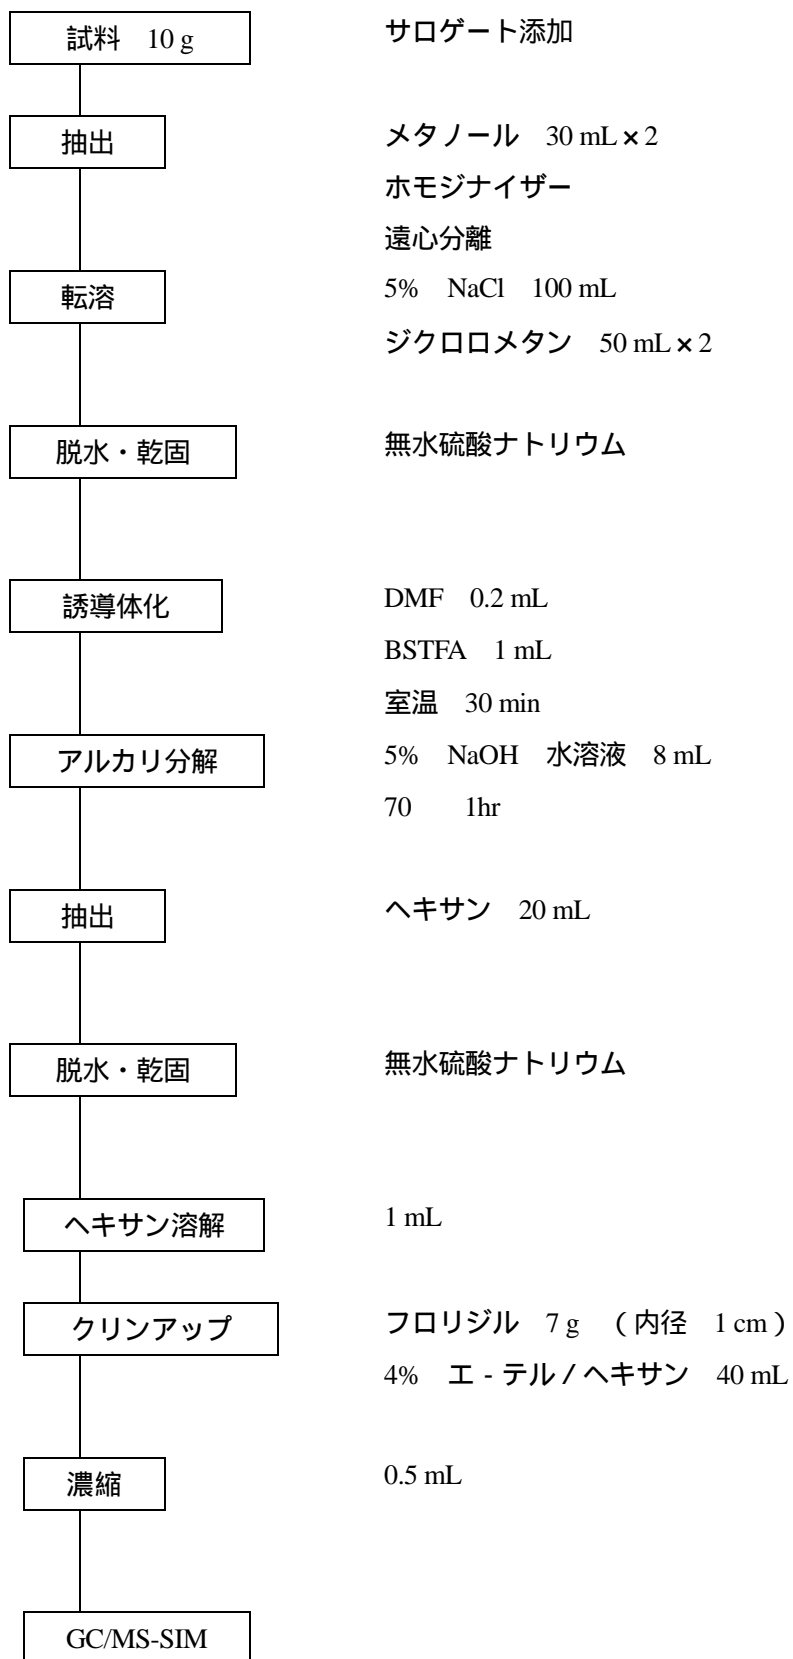 試料　10 g　サロゲート添加
抽出　メタノール　30 mL×2
ホモジナイザー
遠心分離
転溶　5%　NaCl　100 mL
ジクロロメタン　50 mL×2
脱水・乾固　無水硫酸ナトリウム
誘導体化　DMF　0.2 mL
BSTFA　1 mL
室温　30 min
アルカリ分解　5%　NaOH　水溶液　8 mL
70　　1hr
抽出　ヘキサン　20 mL
脱水・乾固　無水硫酸ナトリウム
ヘキサン溶解　1 mL
クリンアップ　フロリジル　7 g　（内径　1 cm）
4%　エ-テル/ヘキサン　40 mL
濃縮　0.5 mL
GC/MS-SIM